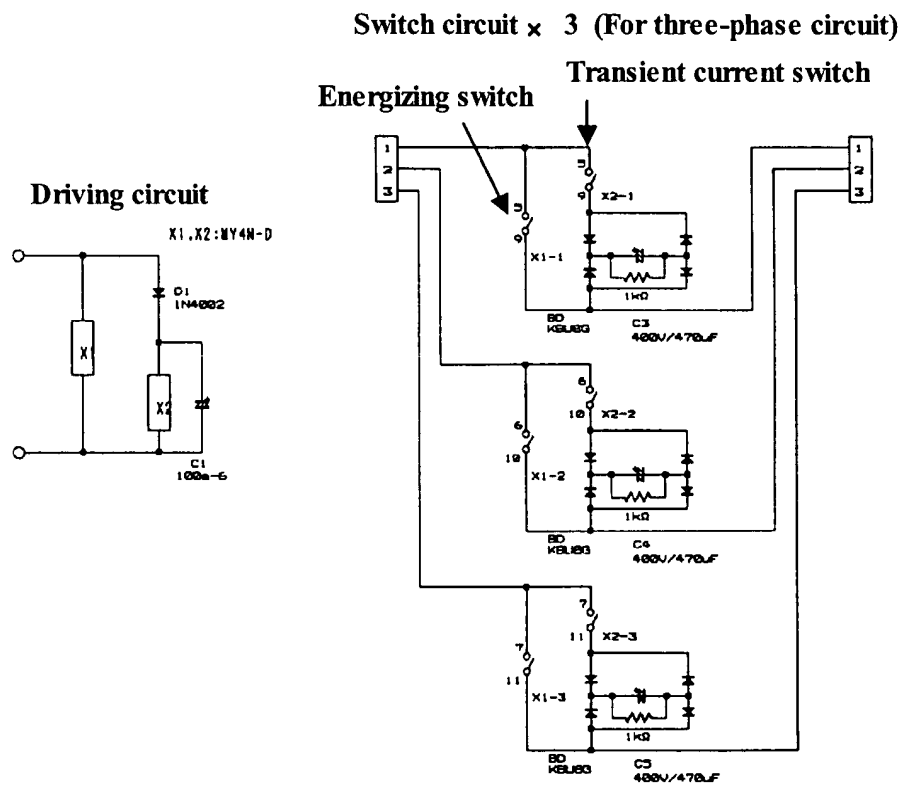 Switch circuit × 3 (For three-phase circuit)
Transient current switch
Energizing switch
Driving circuit
X1,X2:MY4N-D
D1
1N4002
X1
X2
C1
100m-6
1
2
3
1
2
3
5
9
X2-1
5
9
X1-1
1kΩ
BD
KBU8G
C3
400V/470uF
6
10
X2-2
6
10
X1-2
1kΩ
BD
KBU8G
C4
400V/470uF
7
11
X2-3
7
11
X1-3
1kΩ
BD
KBU8G
C5
400V/470uF